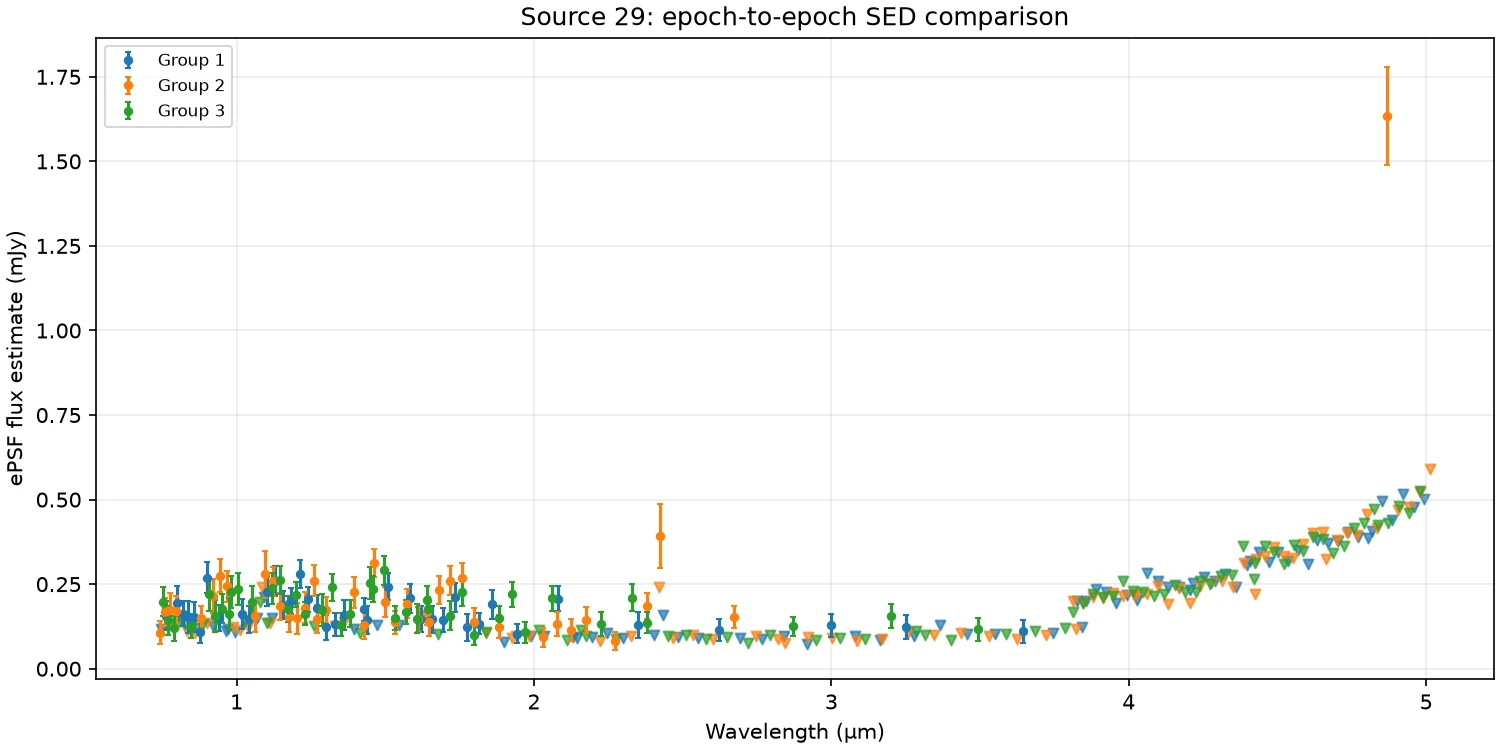 Source 29: epoch-to-epoch SED comparison
Group 1
Group 2
Group 3
ePSF flux estimate (mJy)
1.75
1.50
1.25
1.00
0.75
0.50
0.25
0.00
1 2 3 4 5
Wavelength (μm)